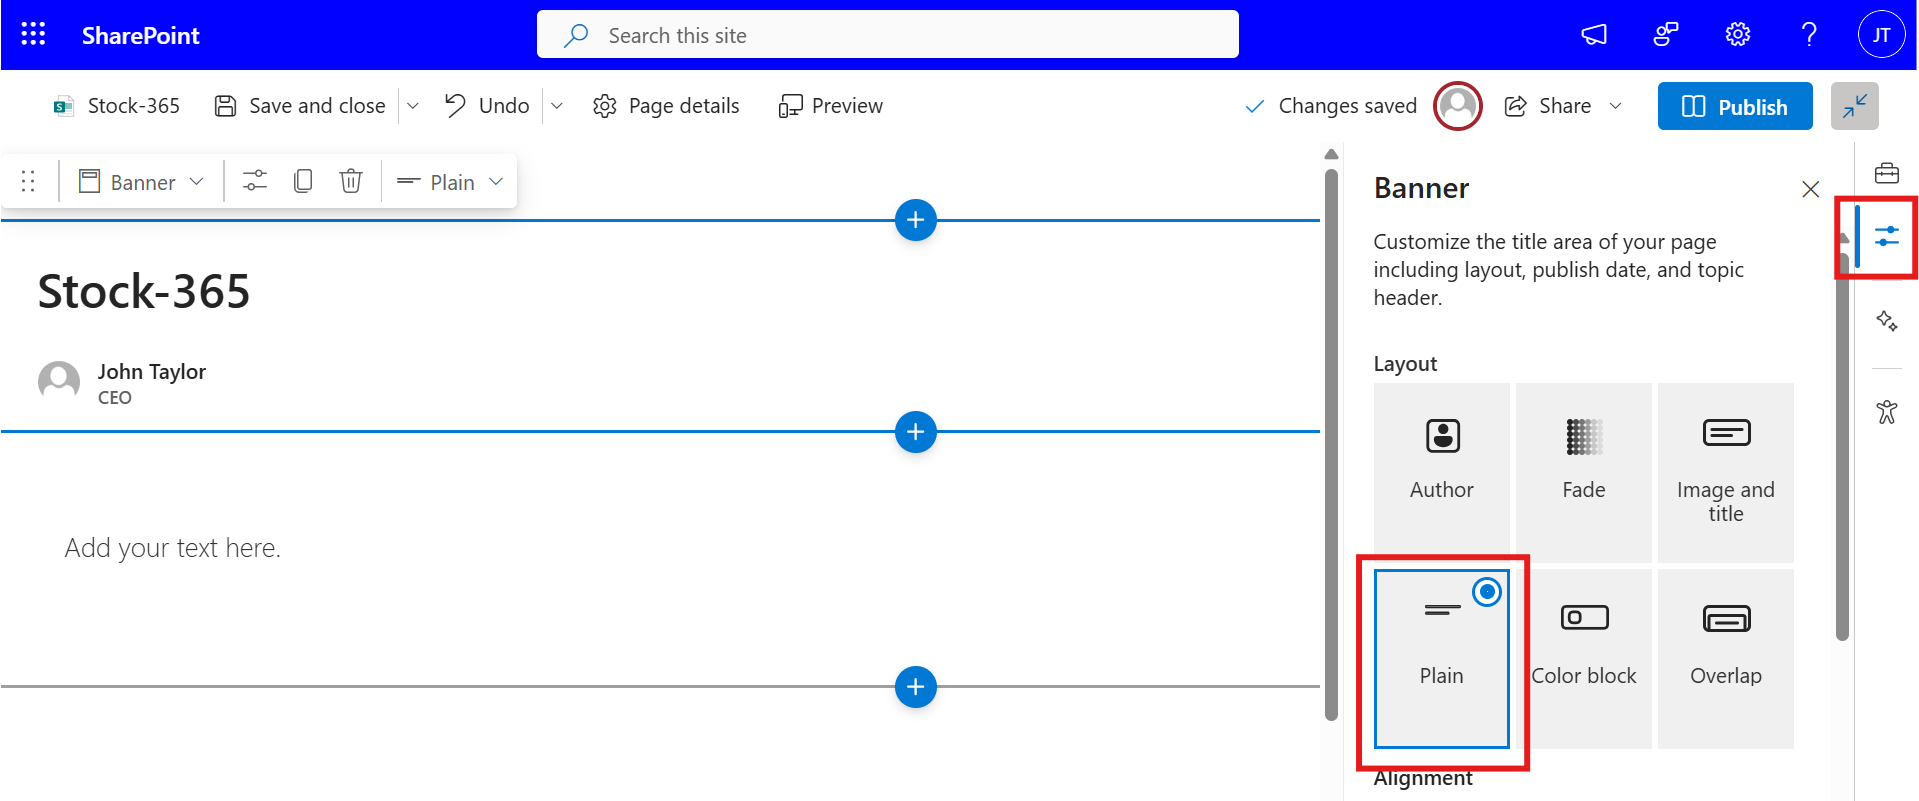 SharePoint
Search this site
JT
Stock-365
Save and close
Undo
Page details
Preview
Changes saved
Share
Publish
Banner
Plain
Stock-365
John Taylor
CEO
Add your text here.
Banner
Customize the title area of your page
including layout, publish date, and topic
header.
Layout
Author
Fade
Image and
title
Plain
Color block
Overlap
Alignment